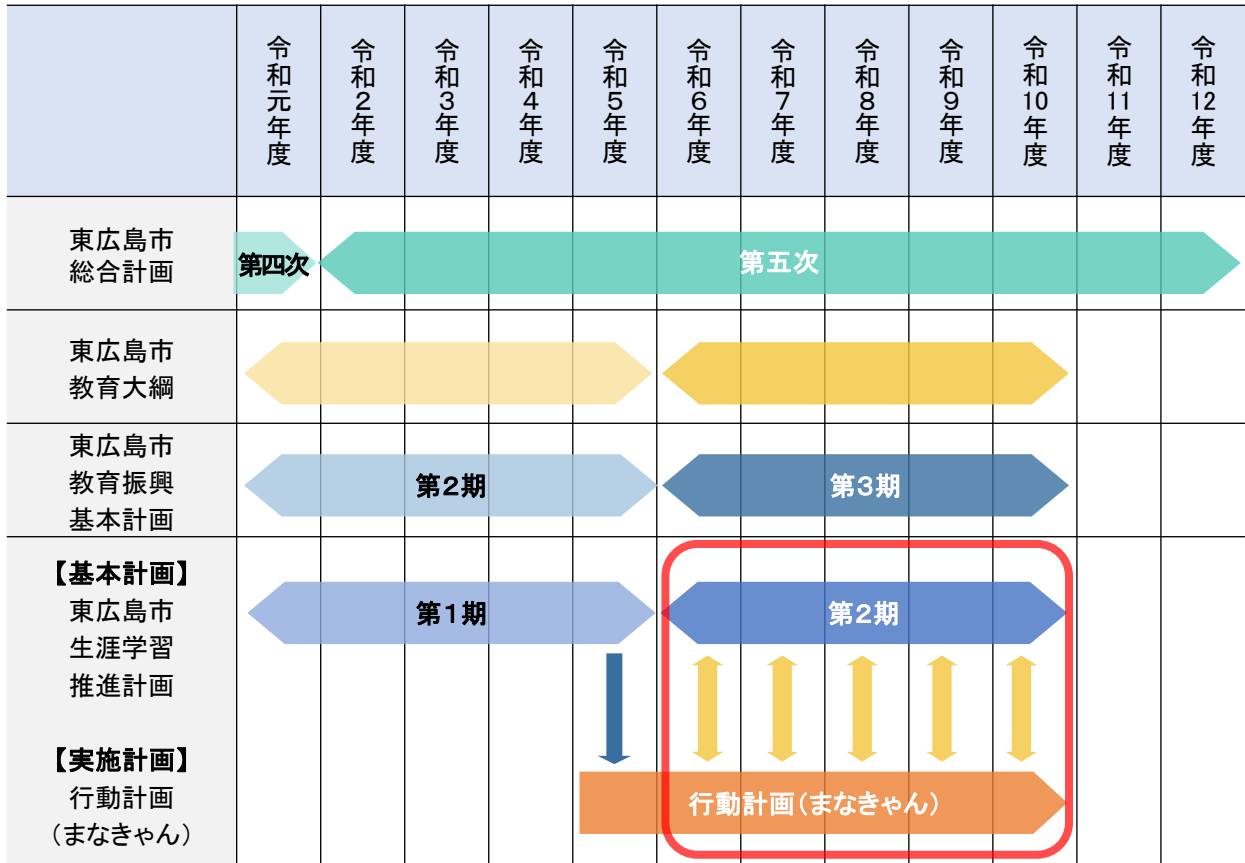 令和元年度
令和2年度
令和3年度
令和4年度
令和5年度
令和6年度
令和7年度
令和8年度
令和9年度
令和10年度
令和11年度
令和12年度
東広島市
総合計画
第四次
第五次
東広島市
教育大綱
東広島市
教育振興
基本計画
第2期
第3期
【基本計画】
東広島市
生涯学習
推進計画
第1期
第2期
【実施計画】
行動計画
(まなきゃん)
行動計画(まなきゃん)